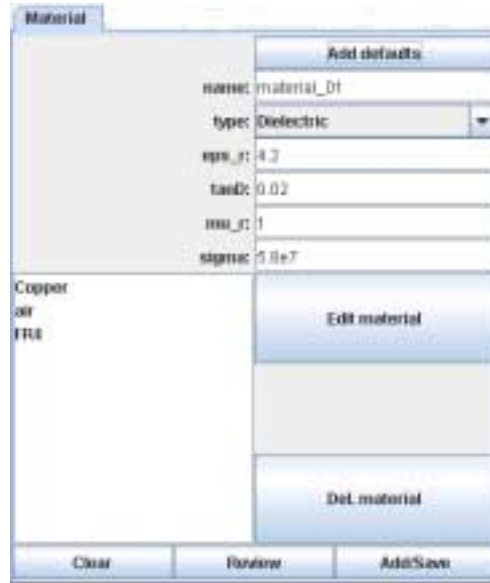 Material
Add defaults
name: material_01
type: Dielectric
eps_r: 4.2
tanD: 0.02
mu_r: 1
sigma: 5.8e7
Copper
air
FR4
Edit material
Del. material
Clear
Review
Add/Save